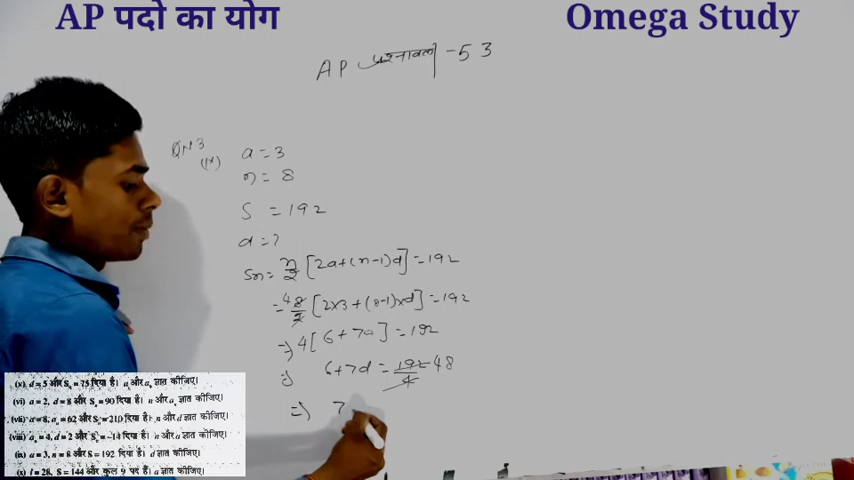 AP पदो का योग
Omega Study
AP प्रश्नावली - 5 3
QN 3
(ix)
a = 3
n = 8
S = 192
d = ?
Sn = n/2 [2a+(n-1)d] = 192
= 4 8/2 [2×3+(8-1)×d] = 192
=) 4[6+7d] = 192
=) 6+7d = 192/4 48
=) 7
(v) d = 5 और S₉ = 75 दिया है। a और a₉ ज्ञात कीजिए।
(vi) a = 2, d = 8 और Sₙ = 90 दिया है। n और aₙ ज्ञात कीजिए।
(vii) a = 8, aₙ = 62 और Sₙ = 210 दिया है। n और d ज्ञात कीजिए।
(viii) aₙ = 4, d = 2 और Sₙ = -14 दिया है। n और a ज्ञात कीजिए।
(ix) a = 3, n = 8 और S = 192 दिया है। d ज्ञात कीजिए।
(x) l = 28, S = 144 और कुल 9 पद हैं। a ज्ञात कीजिए।